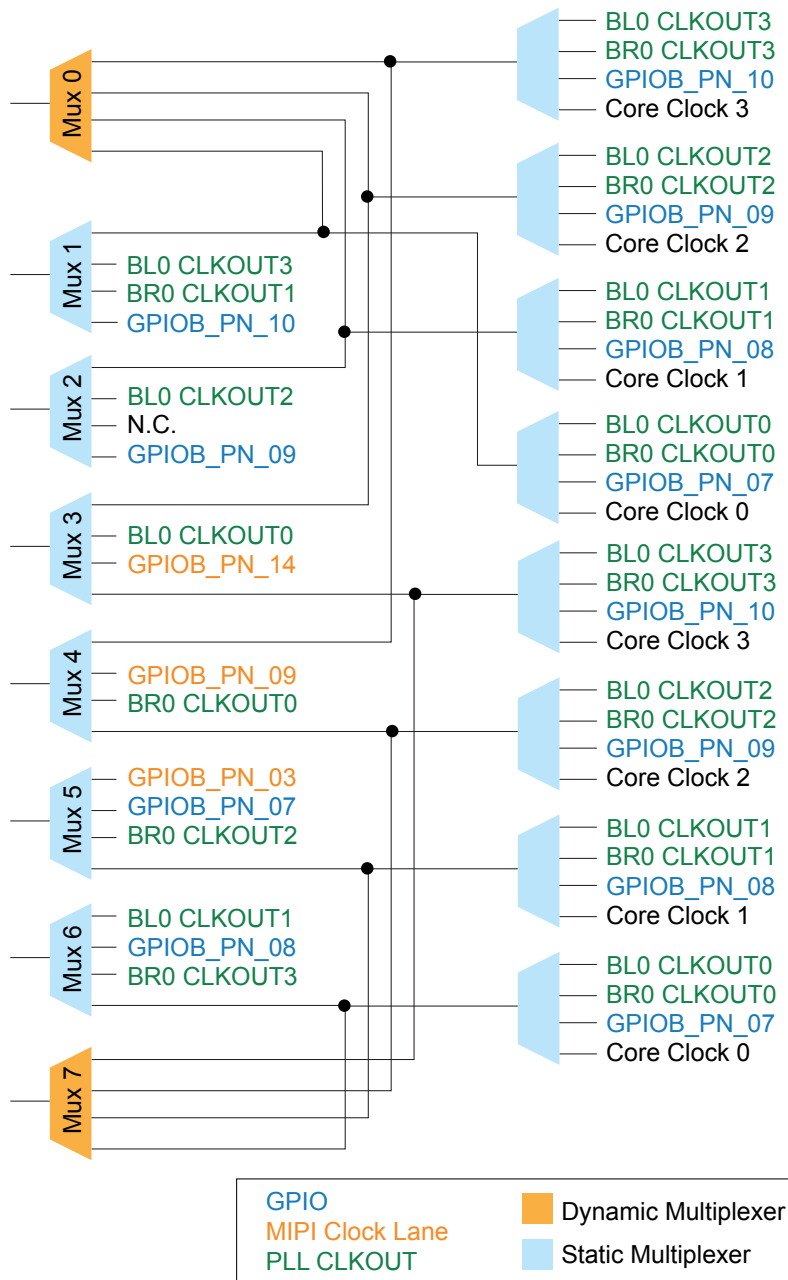 Mux 0
Mux 1
BL0 CLKOUT3
BR0 CLKOUT1
GPIOB_PN_10
Mux 2
BL0 CLKOUT2
N.C.
GPIOB_PN_09
Mux 3
BL0 CLKOUT0
GPIOB_PN_14
Mux 4
GPIOB_PN_09
BR0 CLKOUT0
Mux 5
GPIOB_PN_03
GPIOB_PN_07
BR0 CLKOUT2
Mux 6
BL0 CLKOUT1
GPIOB_PN_08
BR0 CLKOUT3
Mux 7
BL0 CLKOUT3
BR0 CLKOUT3
GPIOB_PN_10
Core Clock 3
BL0 CLKOUT2
BR0 CLKOUT2
GPIOB_PN_09
Core Clock 2
BL0 CLKOUT1
BR0 CLKOUT1
GPIOB_PN_08
Core Clock 1
BL0 CLKOUT0
BR0 CLKOUT0
GPIOB_PN_07
Core Clock 0
BL0 CLKOUT3
BR0 CLKOUT3
GPIOB_PN_10
Core Clock 3
BL0 CLKOUT2
BR0 CLKOUT2
GPIOB_PN_09
Core Clock 2
BL0 CLKOUT1
BR0 CLKOUT1
GPIOB_PN_08
Core Clock 1
BL0 CLKOUT0
BR0 CLKOUT0
GPIOB_PN_07
Core Clock 0
GPIO
MIPI Clock Lane
PLL CLKOUT
Dynamic Multiplexer
Static Multiplexer